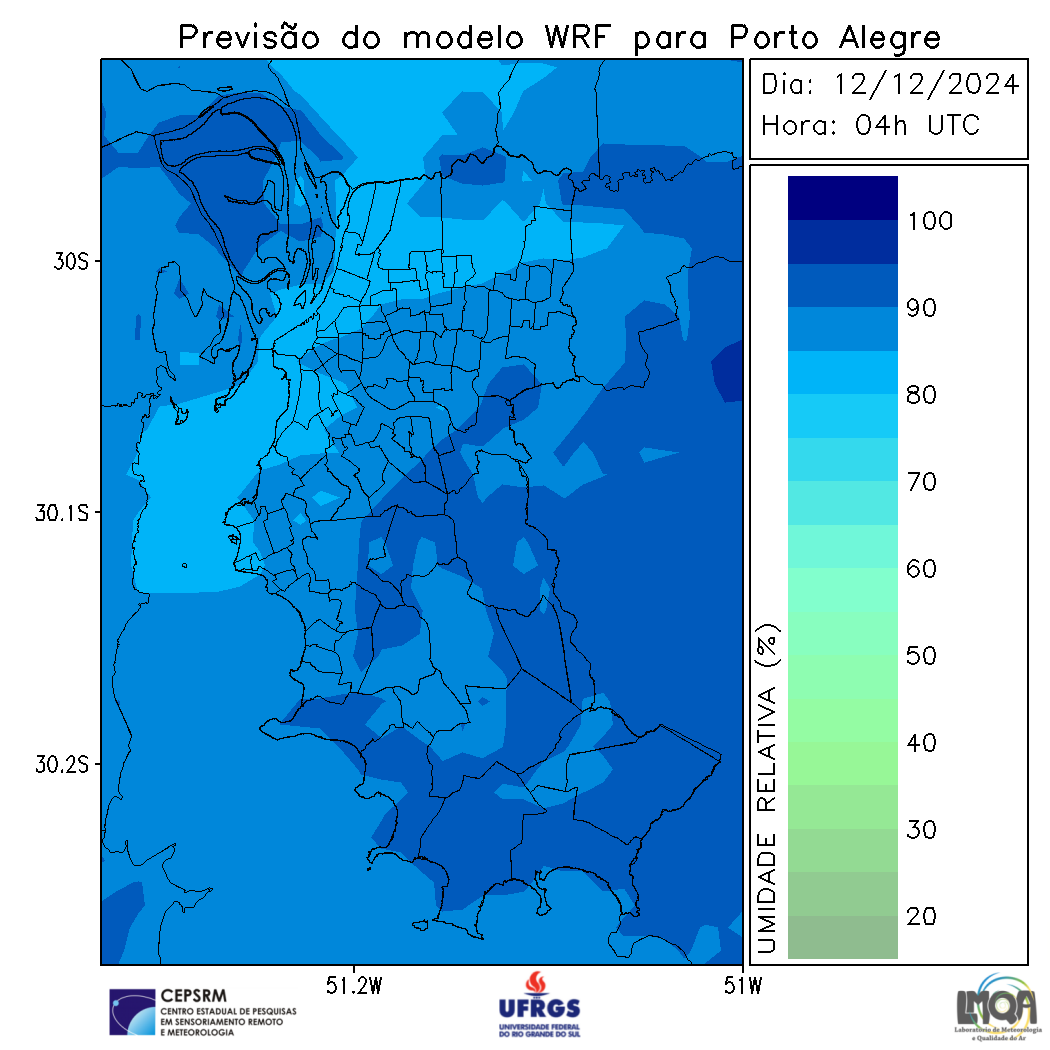 Previsão do modelo WRF para Porto Alegre
Dia: 12/12/2024
Hora: 04h UTC
30S
30.1S
30.2S
51.2W
51W
UMIDADE RELATIVA (%)
100
90
80
70
60
50
40
30
20
CEPSRM
CENTRO ESTADUAL DE PESQUISAS
EM SENSORIAMENTO REMOTO
E METEOROLOGIA
UFRGS
UNIVERSIDADE FEDERAL
DO RIO GRANDE DO SUL
LMQA
Laboratório de Meteorologia
e Qualidade do Ar